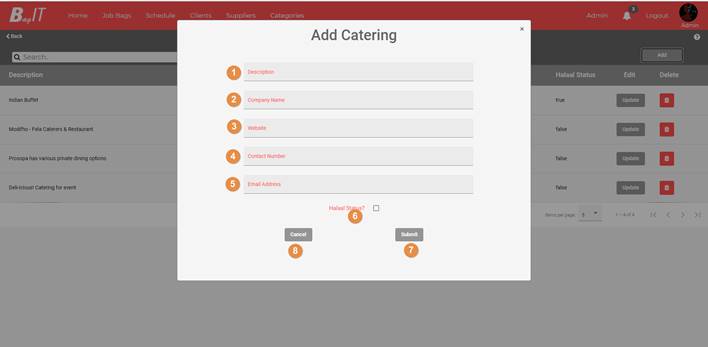 BagIT Home Job Bags Schedule Clients Suppliers Categories Admin 3 Logout Admin
Back
Search.. Add
Description Halaal Status Edit Delete
Indian Buffet true Update
Modifho - Fela Caterers & Restaurant false Update
Prosopa has various private dining options false Update
Deli-icious! Catering for event false Update
Items per page: 1 – 4 of 4
×
Add Catering
1 Description
2 Company Name
3 Website
4 Contact Number
5 Email Address
Halaal Status?
6
Cancel Submit
8 7